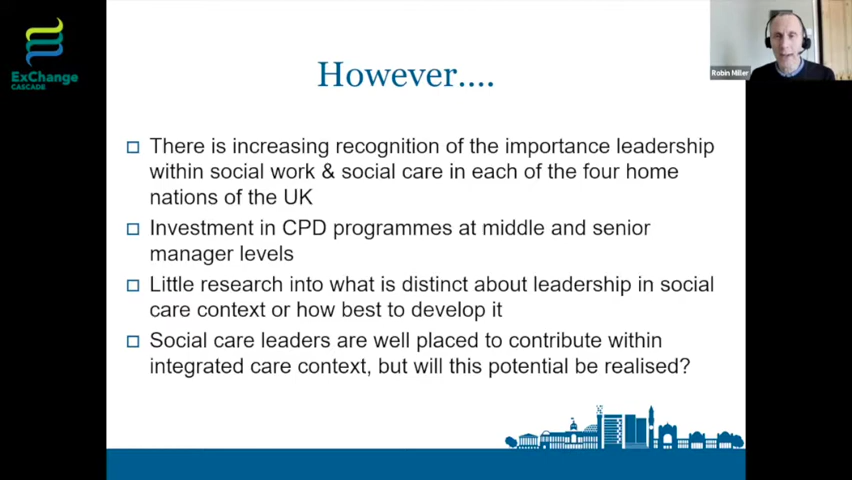 ExChange
CASCADE
Robin Miller
However....
There is increasing recognition of the importance leadership
within social work & social care in each of the four home
nations of the UK
Investment in CPD programmes at middle and senior
manager levels
Little research into what is distinct about leadership in social
care context or how best to develop it
Social care leaders are well placed to contribute within
integrated care context, but will this potential be realised?